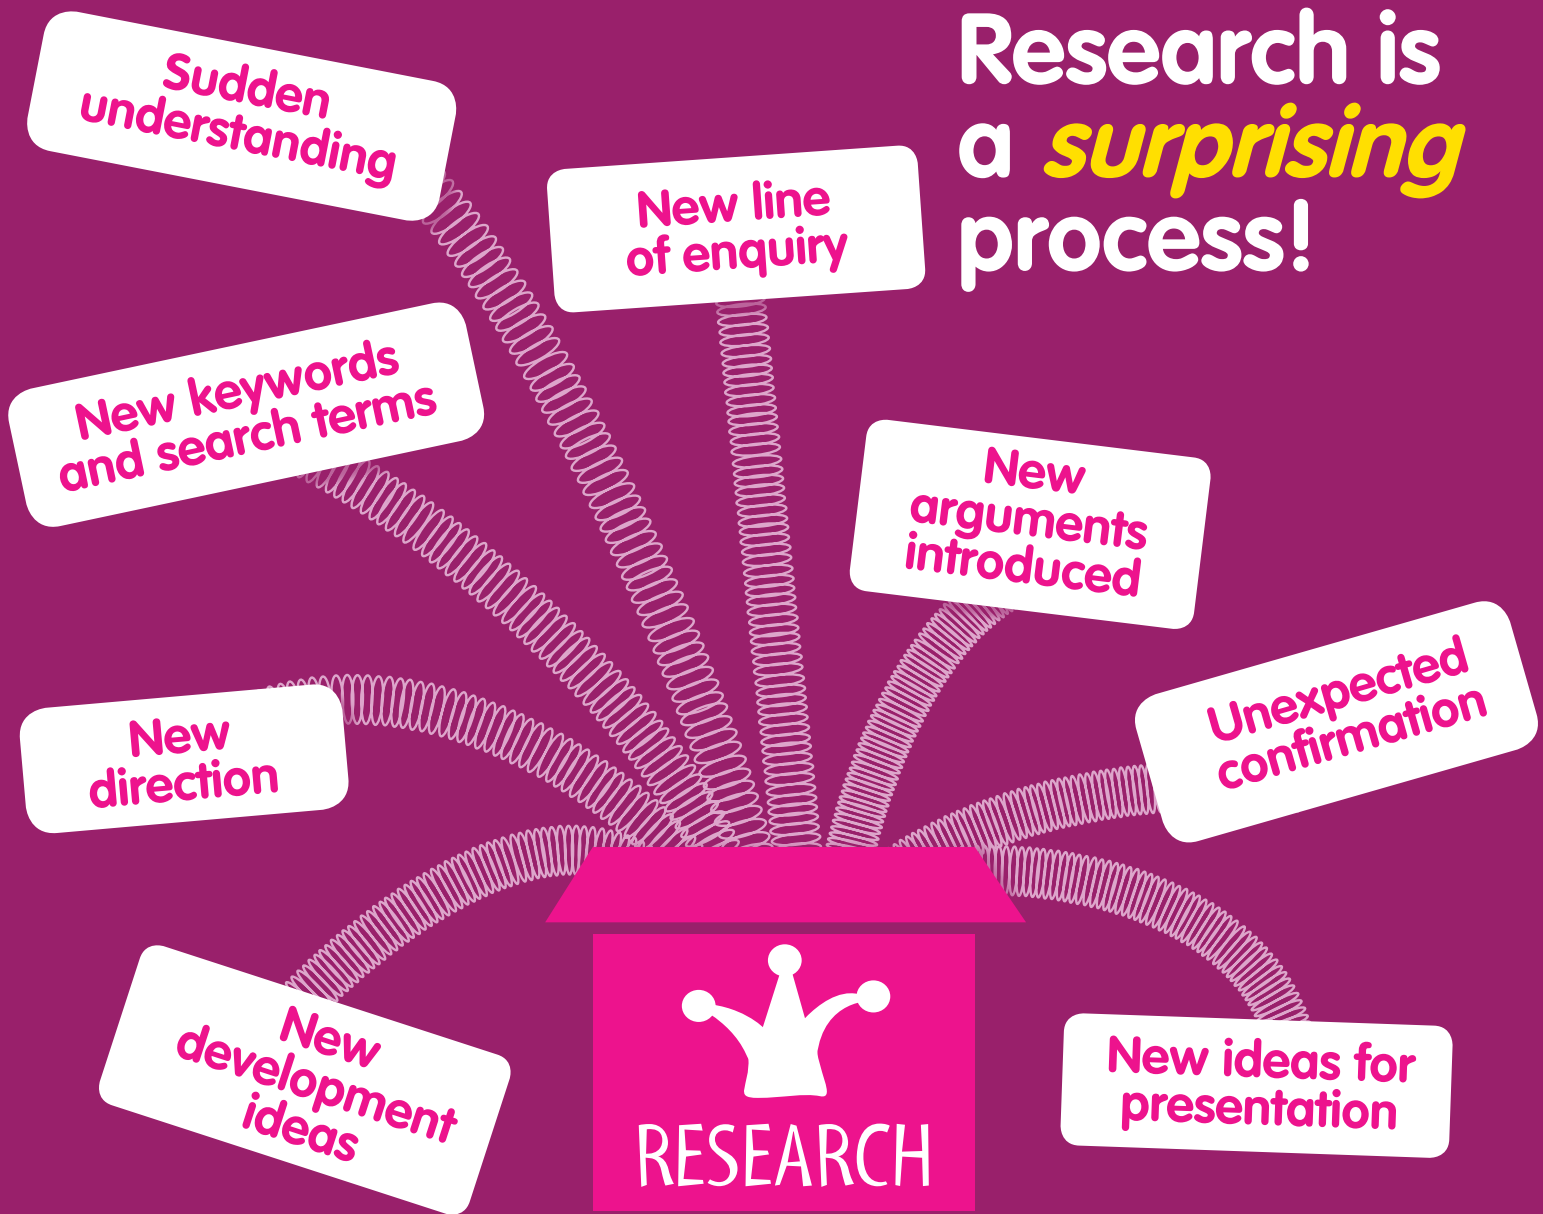 Research is
a surprising
process!
Sudden
understanding
New line
of enquiry
New keywords
and search terms
New
arguments
introduced
Unexpected
confirmation
New
direction
New
development
ideas
New ideas for
presentation
RESEARCH